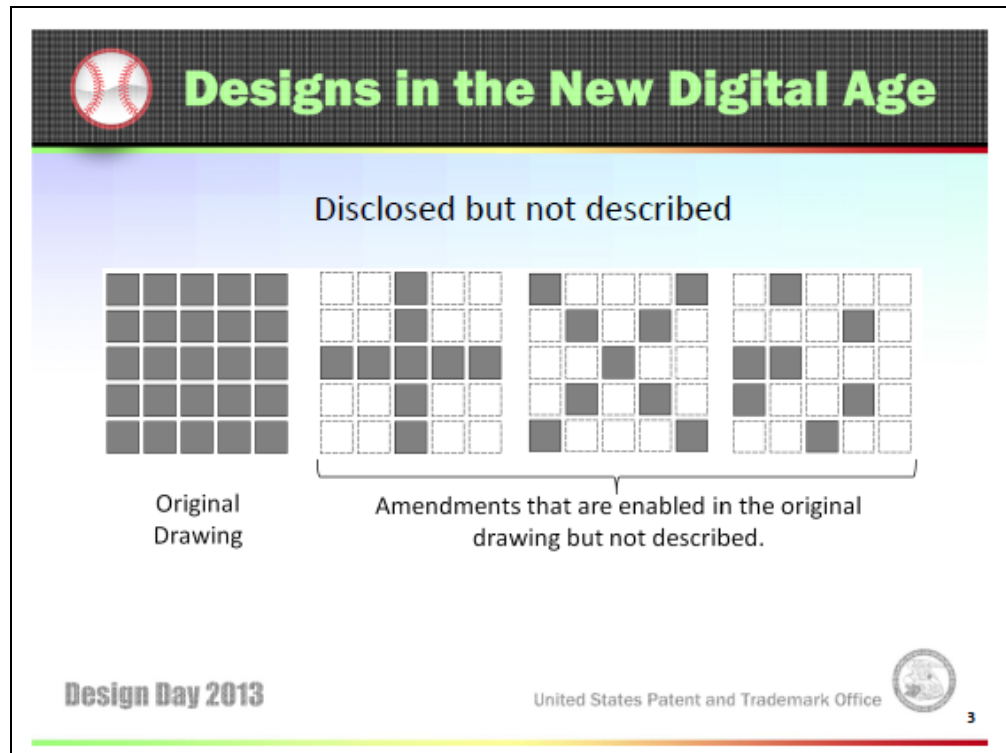 Designs in the New Digital Age
Disclosed but not described
Original
Drawing
Amendments that are enabled in the original
drawing but not described.
Design Day 2013
United States Patent and Trademark Office
3